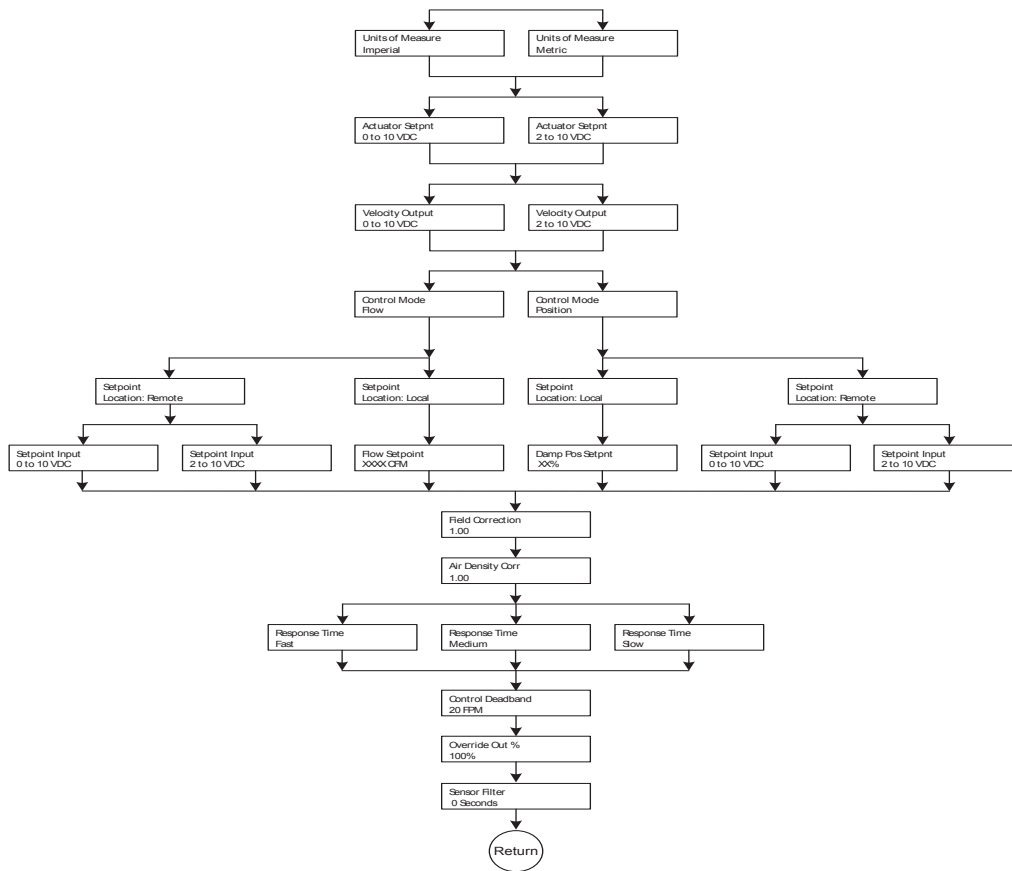 Units of Measure
Imperial
Units of Measure
Metric
Actuator Setpnt
0 to 10 VDC
Actuator Setpnt
2 to 10 VDC
Velocity Output
0 to 10 VDC
Velocity Output
2 to 10 VDC
Control Mode
Flow
Control Mode
Position
Setpoint
Location: Remote
Setpoint
Location: Local
Setpoint
Location: Local
Setpoint
Location: Remote
Setpoint Input
0 to 10 VDC
Setpoint Input
2 to 10 VDC
Flow Setpoint
XXXX CFM
Damp Pos Setpnt
XX%
Setpoint Input
0 to 10 VDC
Setpoint Input
2 to 10 VDC
Field Correction
1.00
Air Density Corr
1.00
Response Time
Fast
Response Time
Medium
Response Time
Slow
Control Deadband
20 FPM
Override Out %
100%
Sensor Filter
0 Seconds
Return